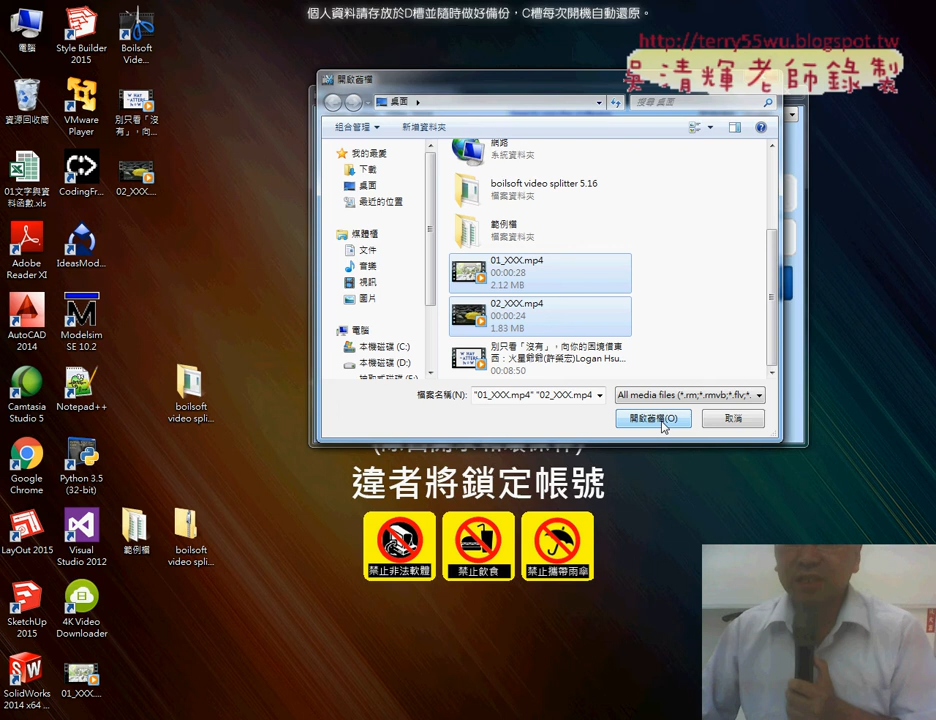 個人資料請存放於D槽並隨時做好備份，C槽每次開機自動還原。
http://terry55wu.blogspot.tw
吳清輝老師錄製
電腦
Style Builder
2015
Boilsoft
Vide...
資源回收筒
VMware
Player
別只看「沒
有」，向...
01文字與資
料函數.xls
CodingFr...
02_XXX....
Adobe
Reader XI
IdeasMod...
AutoCAD
2014
Modelsim
SE 10.2
Camtasia
Studio 5
Notepad++
boilsoft
video spli...
Google
Chrome
Python 3.5
(32-bit)
LayOut 2015
Visual
Studio 2012
範例檔
boilsoft
video spli...
SketchUp
2015
4K Video
Downloader
SolidWorks
2014 x64 ...
01_XXX....
開啟舊檔
桌面
搜尋 桌面
組合管理
新增資料夾
我的最愛
下載
桌面
最近的位置
媒體櫃
文件
音樂
視訊
圖片
電腦
本機磁碟 (C:)
本機磁碟 (D:)
網路
系統資料夾
boilsoft video splitter 5.16
檔案資料夾
範例檔
檔案資料夾
01_XXX.mp4
00:00:28
2.12 MB
02_XXX.mp4
00:00:24
1.83 MB
別只看「沒有」，向你的困境借東
西：火星爺爺(許榮宏)Logan Hsu...
00:08:50
檔案名稱(N):
"01_XXX.mp4" "02_XXX.mp4
All media files (*.rm;*.rmvb;*.flv;*.
開啟舊檔(O)
取消
違者將鎖定帳號
禁止非法軟體
禁止飲食
禁止攜帶雨傘